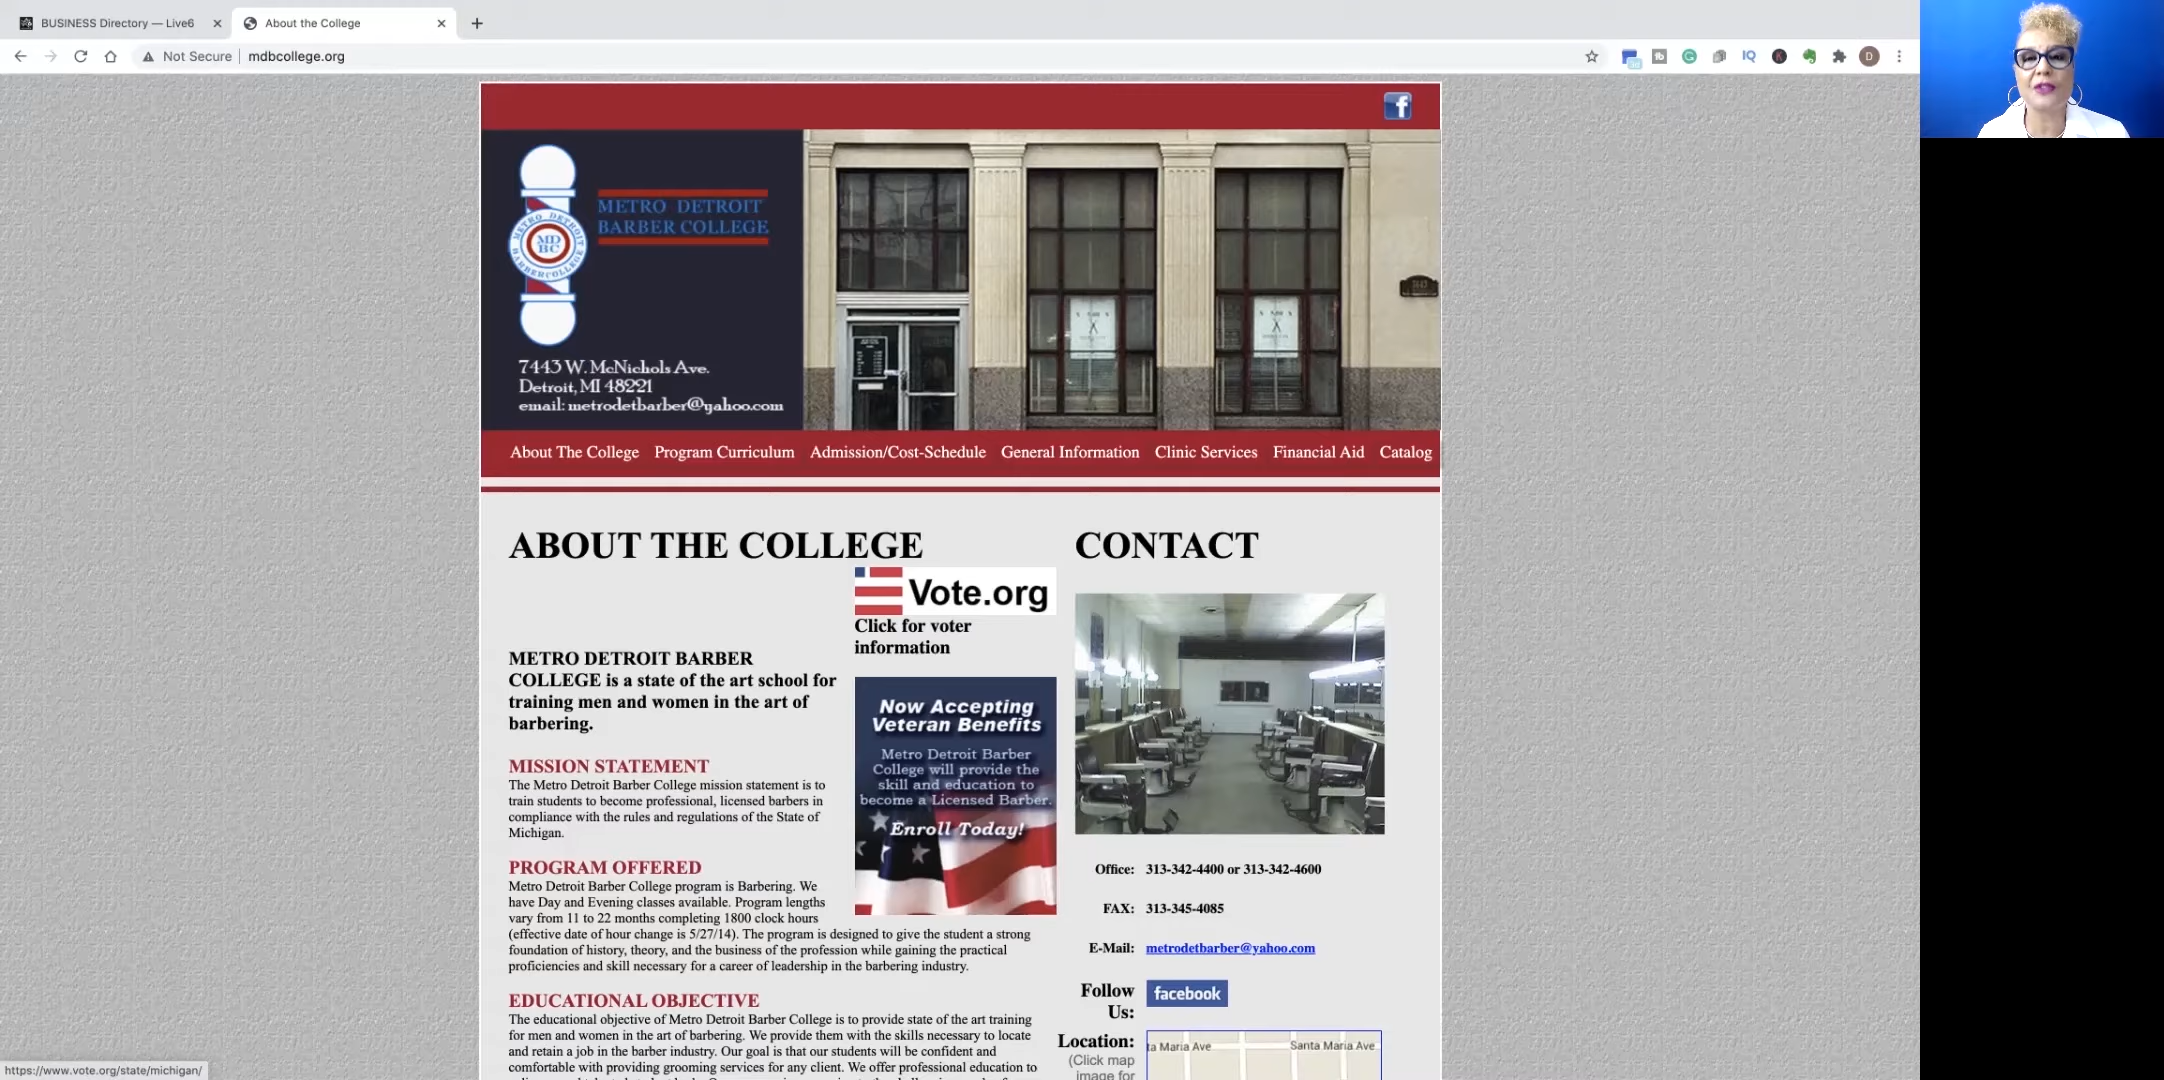 BUSINESS Directory — Live6
About the College
Not Secure
mdbcollege.org
METRO DETROIT
BARBER COLLEGE
METRO DETROIT
MD
BC
BARBER COLLEGE
7443 W. McNichols Ave.
Detroit, MI 48221
email: metrodetbarber@yahoo.com
About The College Program Curriculum Admission/Cost-Schedule General Information Clinic Services Financial Aid Catalog
ABOUT THE COLLEGE
Vote.org
Click for voter
information
METRO DETROIT BARBER
COLLEGE is a state of the art school for
training men and women in the art of
barbering.
MISSION STATEMENT
The Metro Detroit Barber College mission statement is to
train students to become professional, licensed barbers in
compliance with the rules and regulations of the State of
Michigan.
Now Accepting
Veteran Benefits
Metro Detroit Barber
College will provide the
skill and education to
become a Licensed Barber.
Enroll Today!
PROGRAM OFFERED
Metro Detroit Barber College program is Barbering. We
have Day and Evening classes available. Program lengths
vary from 11 to 22 months completing 1800 clock hours
(effective date of hour change is 5/27/14). The program is designed to give the student a strong
foundation of history, theory, and the business of the profession while gaining the practical
proficiencies and skill necessary for a career of leadership in the barbering industry.
EDUCATIONAL OBJECTIVE
The educational objective of Metro Detroit Barber College is to provide state of the art training
for men and women in the art of barbering. We provide them with the skills necessary to locate
and retain a job in the barber industry. Our goal is that our students will be confident and
comfortable with providing grooming services for any client. We offer professional education to
CONTACT
Office: 313-342-4400 or 313-342-4600
FAX: 313-345-4085
E-Mail: metrodetbarber@yahoo.com
Follow
Us:
facebook
Location:
(Click map
image for
ta Maria Ave
Santa Maria Ave
https://www.vote.org/state/michigan/
IQ
D